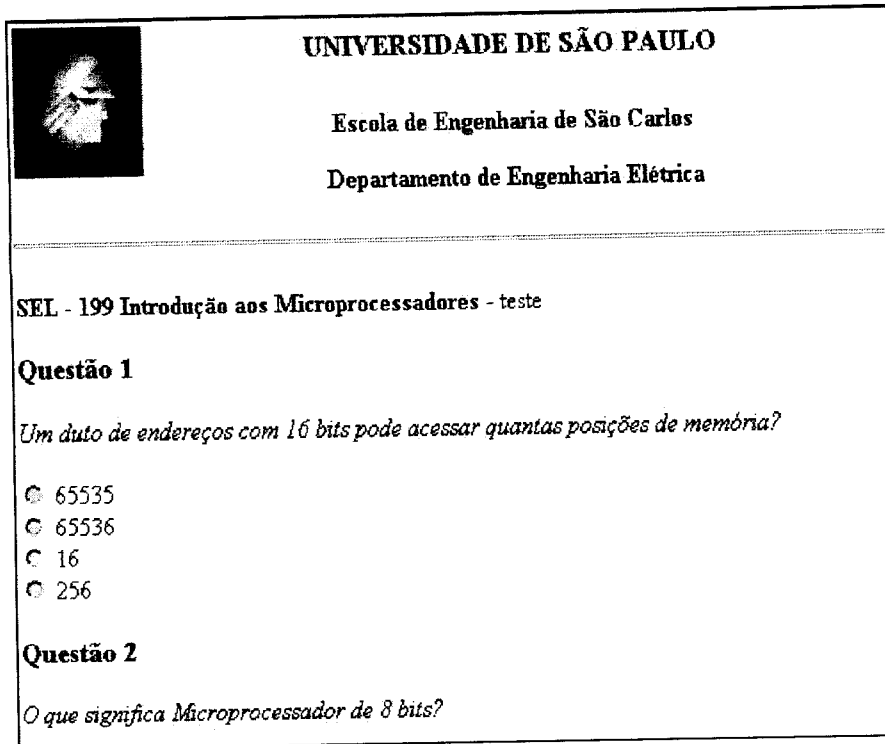 UNIVERSIDADE DE SÃO PAULO
Escola de Engenharia de São Carlos
Departamento de Engenharia Elétrica
SEL - 199 Introdução aos Microprocessadores - teste
Questão 1
Um duto de endereços com 16 bits pode acessar quantas posições de memória?
65535
65536
16
256
Questão 2
O que significa Microprocessador de 8 bits?